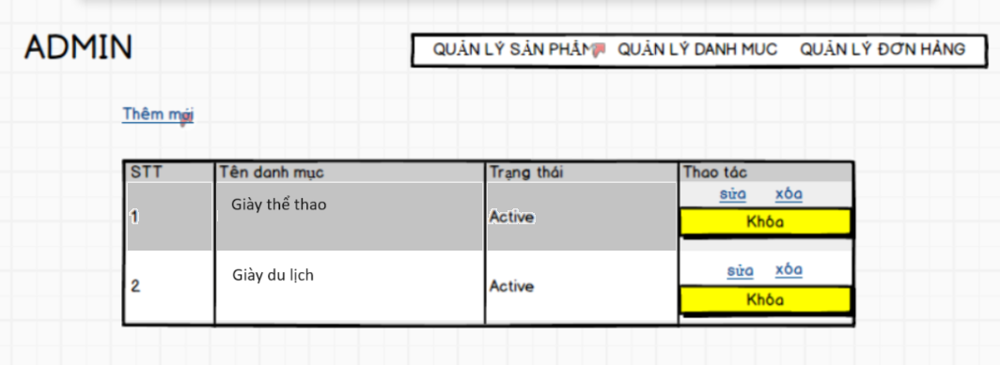 ADMIN
QUẢN LÝ SẢN PHẨM QUẢN LÝ DANH MUC QUẢN LÝ ĐƠN HÀNG
Thêm mới
STT Tên danh mục Trạng thái Thao tác
1 Giày thể thao Active sửa xóa
Khóa
2 Giày du lịch Active sửa xóa
Khóa